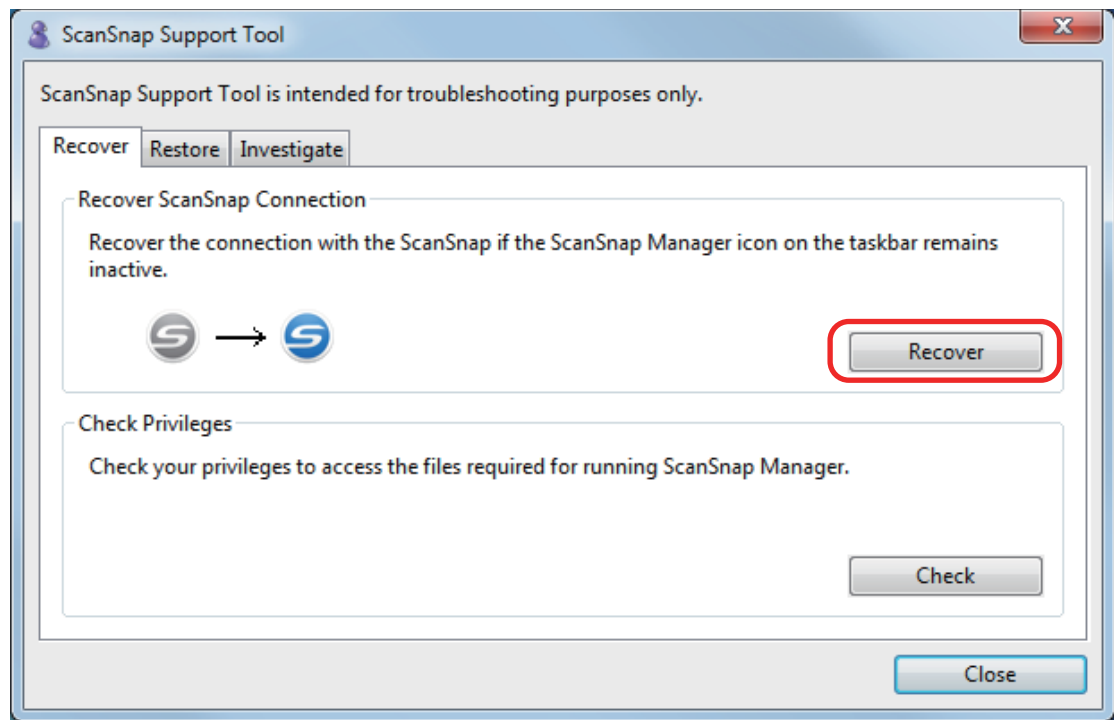 ScanSnap Support Tool
ScanSnap Support Tool is intended for troubleshooting purposes only.
Recover Restore Investigate
Recover ScanSnap Connection
Recover the connection with the ScanSnap if the ScanSnap Manager icon on the taskbar remains
inactive.
Recover
Check Privileges
Check your privileges to access the files required for running ScanSnap Manager.
Check
Close